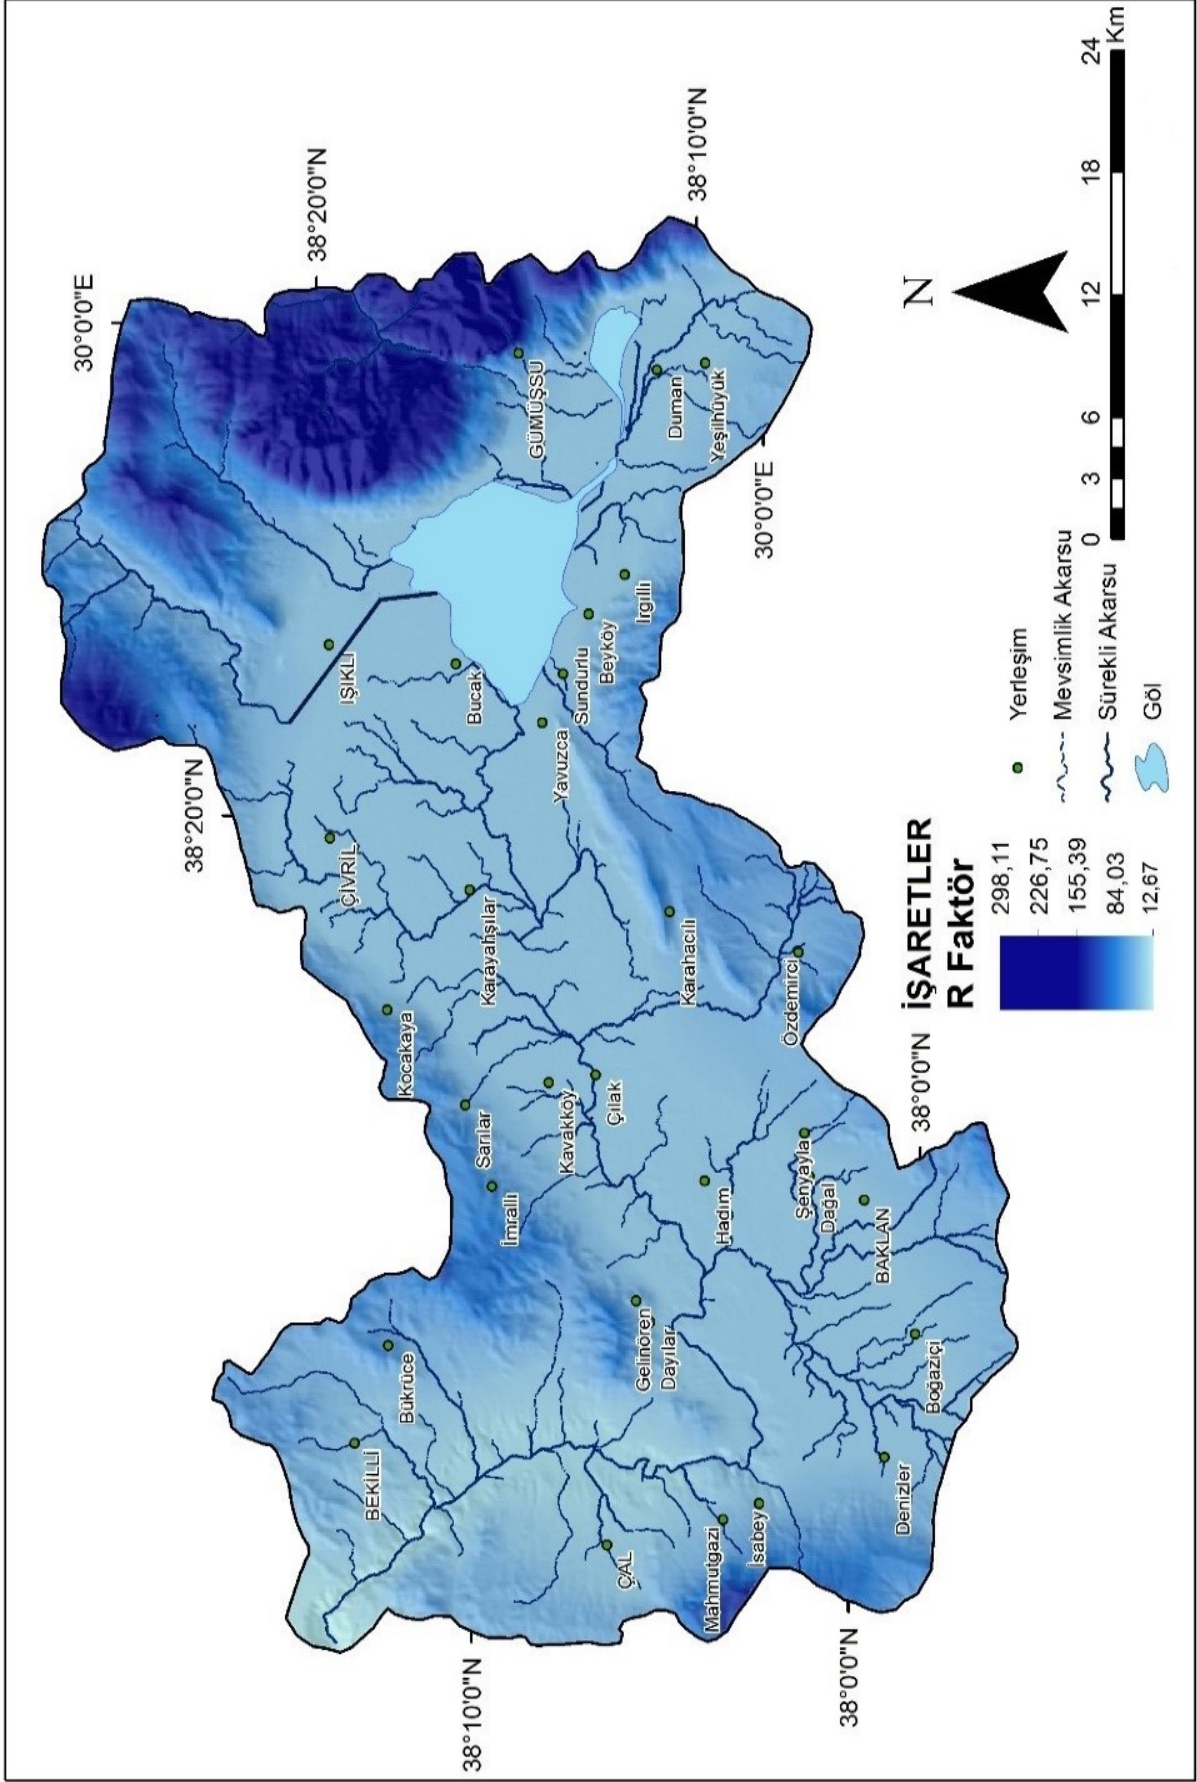 30°0'0"E
38°20'0"N
38°20'0"N
IŞIKLI
ÇİVRİL
BEKİLLİ
Bükrüce
Kocakaya
38°10'0"N
Bucak
Sarılar
Karayahşılar
İmrallı
GÜMÜŞSU
Yavuzca
Kavakköy
Sundurlu
Beyköy
Çılak
ÇAL
Irgıllı
Gelinören
Dayılar
Duman
Karahacılı
38°10'0"N
Mahmutgazi
Yeşilhüyük
Hadım
İsabey
30°0'0"E
Özdemirci
Şenyayla
Dağal
38°0'0"N
BAKLAN
Denizler
Boğaziçi
38°0'0"N
N
İŞARETLER
R Faktör
298,11
226,75
155,39
84,03
12,67
Yerleşim
Mevsimlik Akarsu
Sürekli Akarsu
Göl
0 3 6 12 18 24
Km